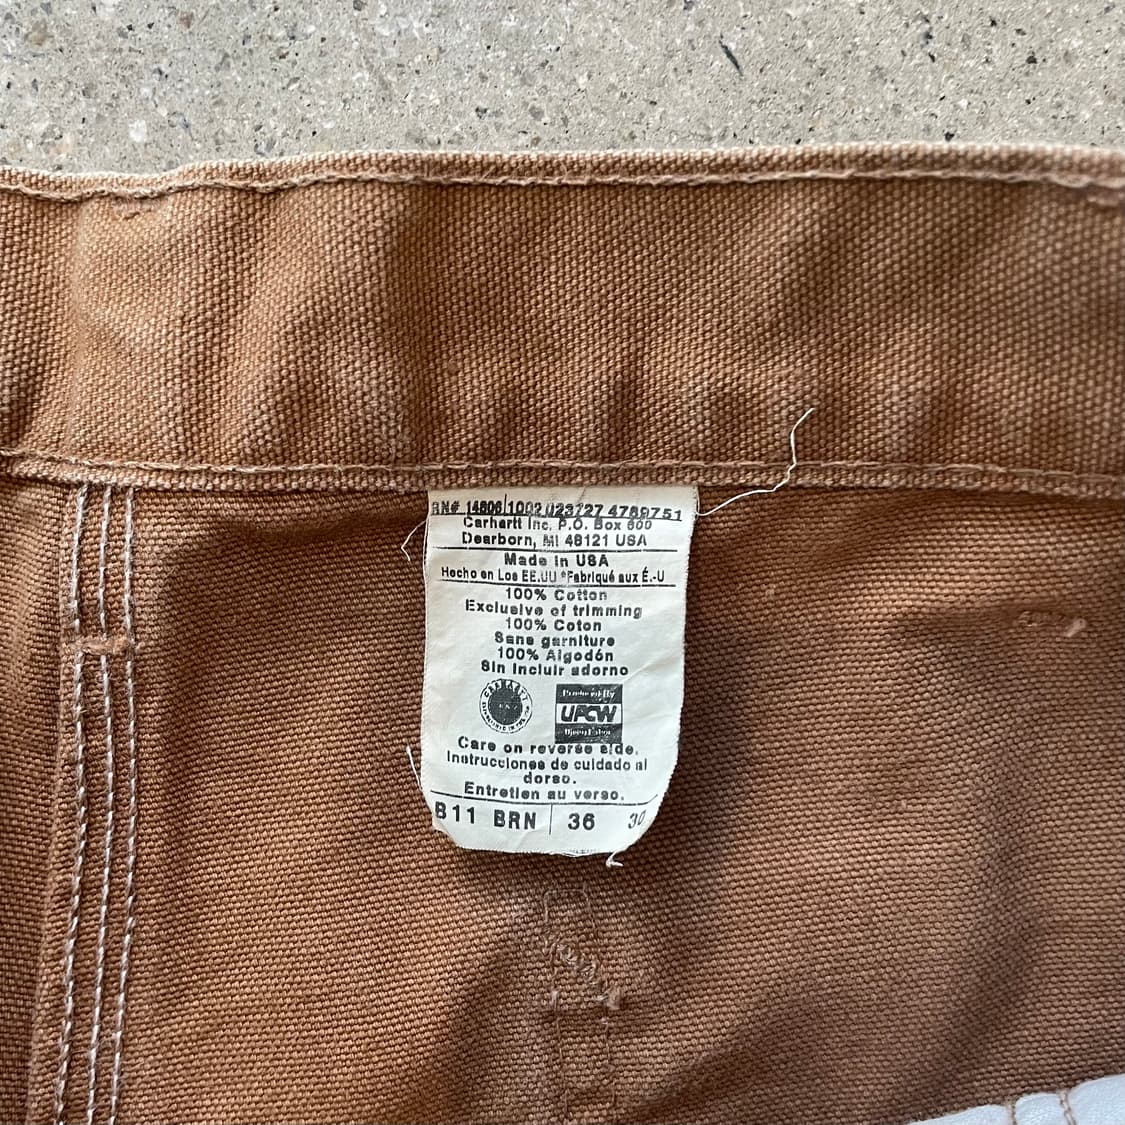 RN# 14806 1002 023727 4789751
Carhartt Inc. P.O. Box 600
Dearborn, MI 48121 USA
Made in USA
Hecho en Los EE.UU *Fabriqué aux É.-U
100% Cotton
Exclusive of trimming
100% Coton
Sans garniture
100% Algodón
Sin incluir adorno
CARHARTT
UFCW
Care on reverse side.
Instrucciones de cuidado al
dorso.
Entretien au verso.
B11 BRN 36 30